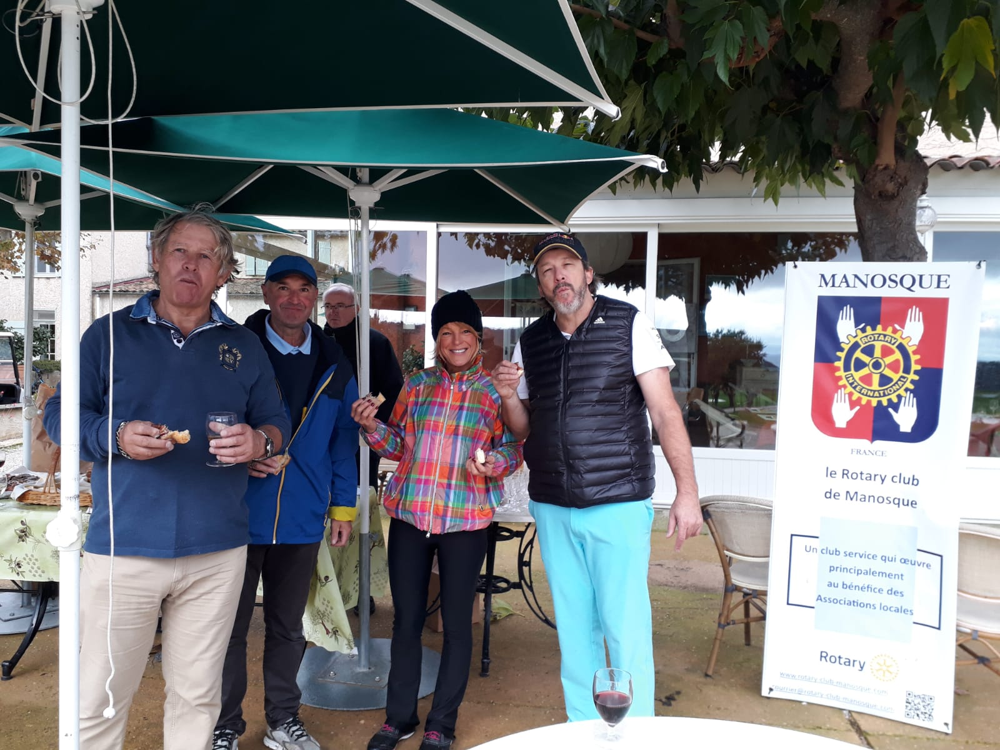 MANOSQUE
ROTARY
INTERNATIONAL
FRANCE
le Rotary club
de Manosque
Un club service qui œuvre
principalement
au bénéfice des
Associations locales
Rotary
www.rotary-club-manosque.com
courrier@rotary-club-manosque.com
adidas